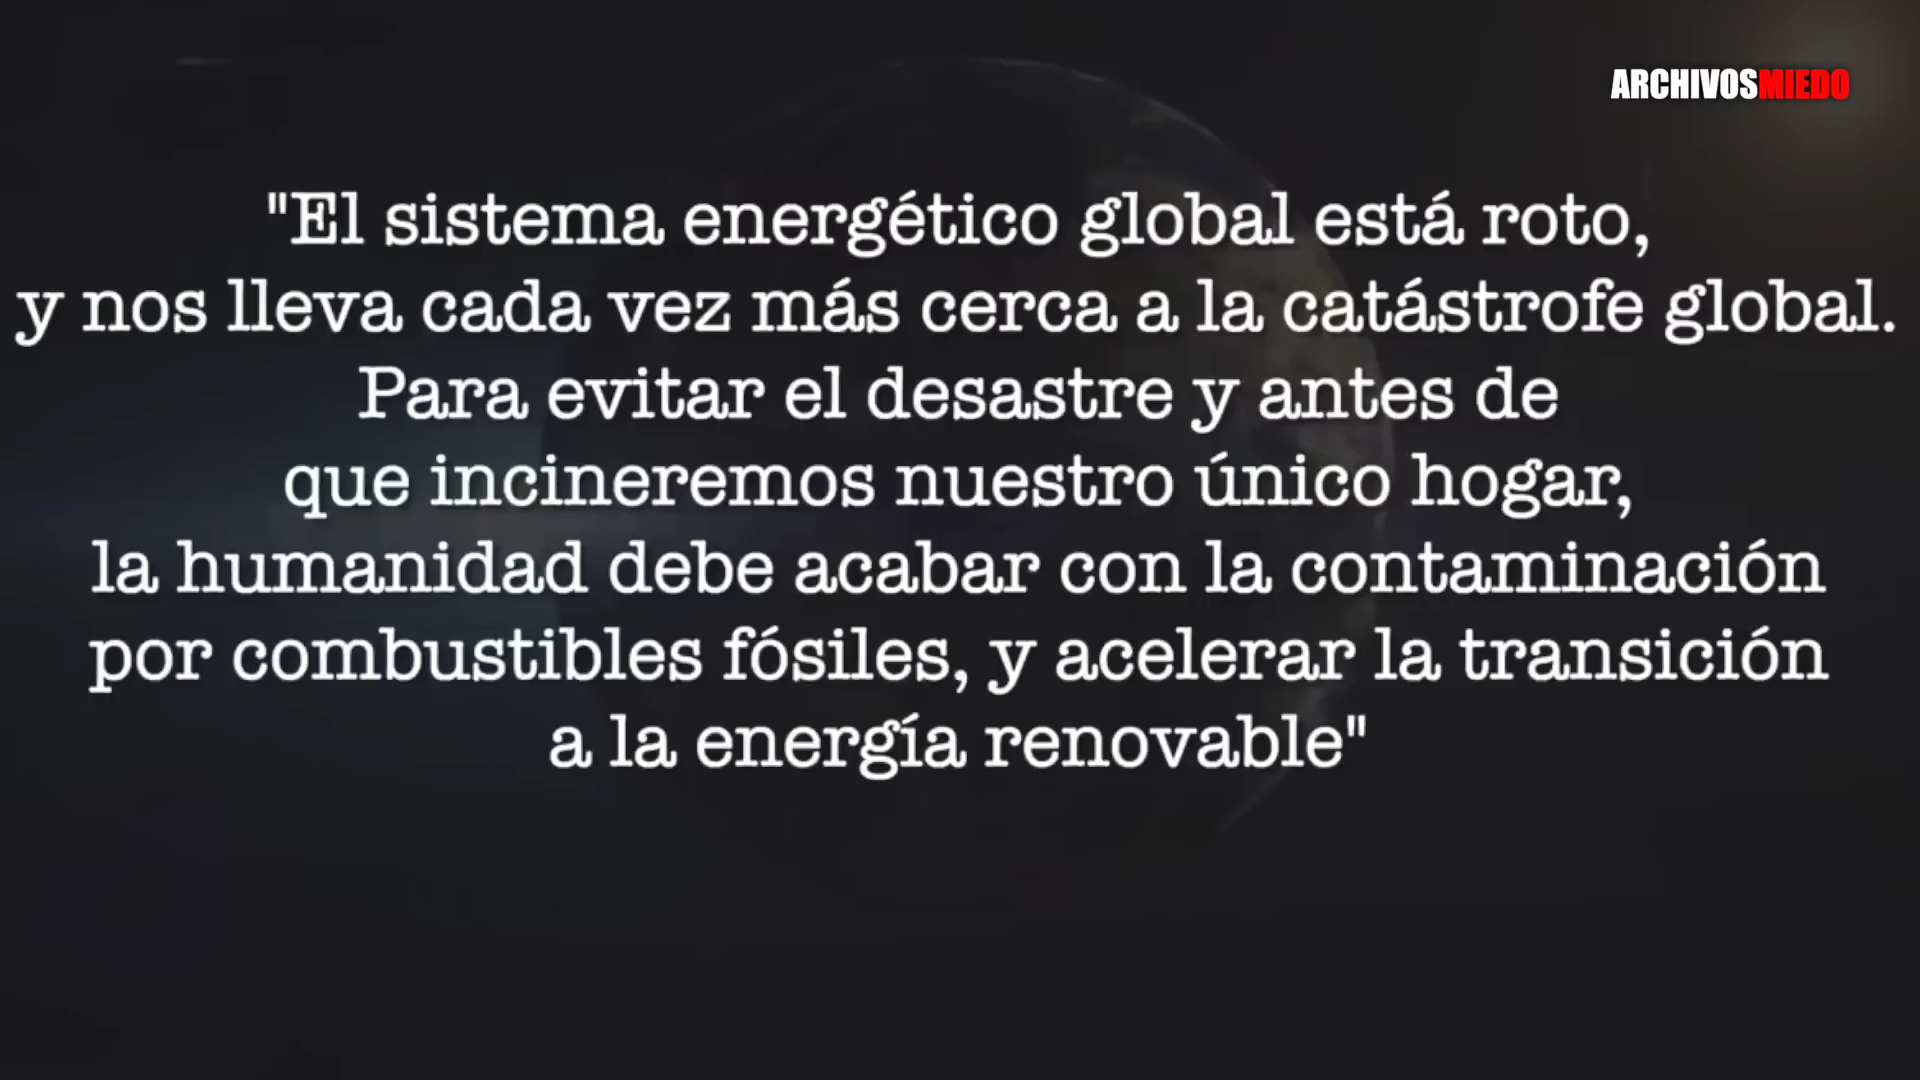 ARCHIVOSMIEDO
"El sistema energético global está roto,
y nos lleva cada vez más cerca a la catástrofe global.
Para evitar el desastre y antes de
que incineremos nuestro único hogar,
la humanidad debe acabar con la contaminación
por combustibles fósiles, y acelerar la transición
a la energía renovable"